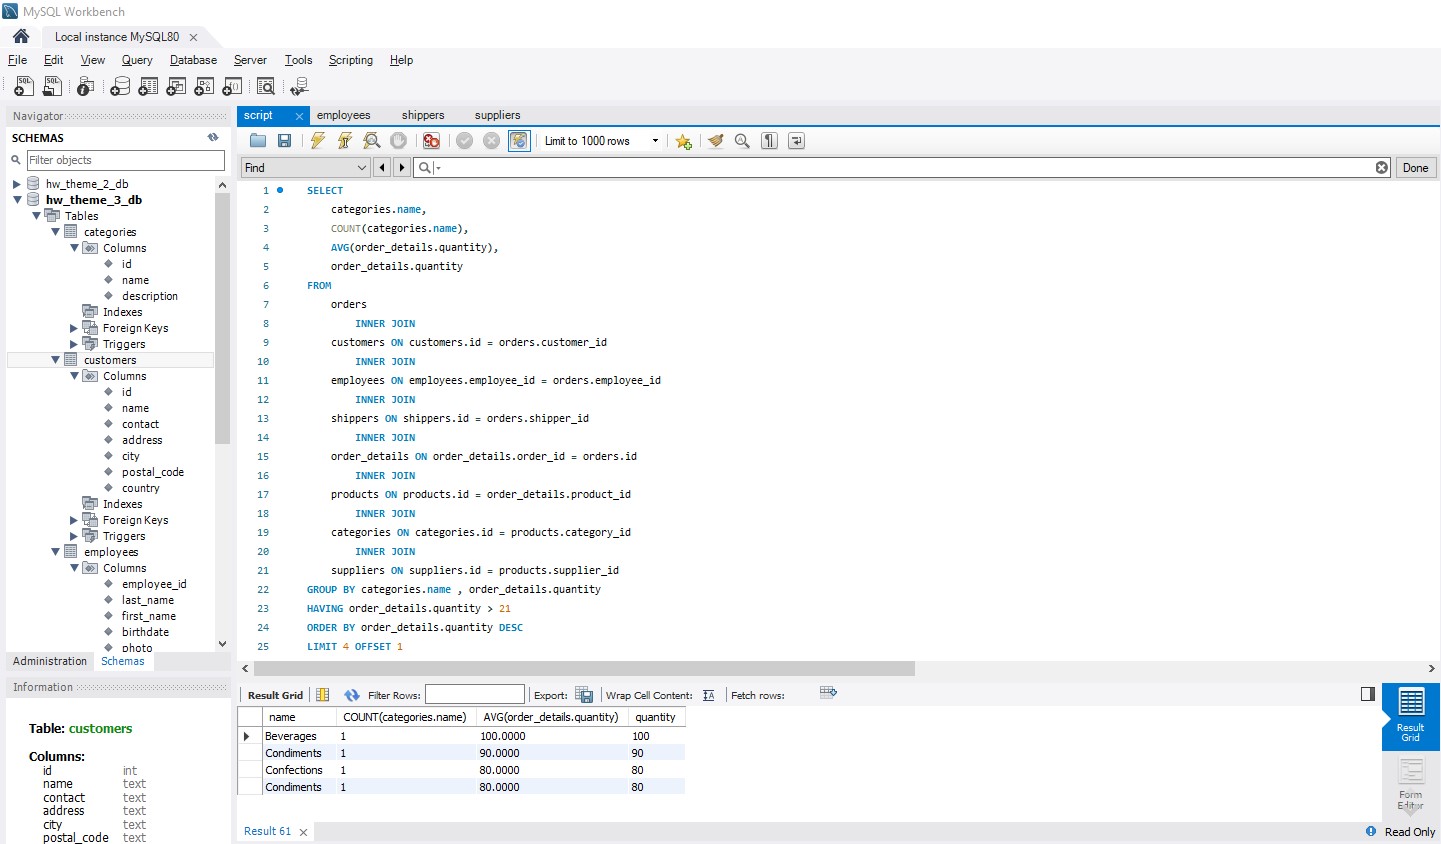 MySQL Workbench
Local instance MySQL80
File Edit View Query Database Server Tools Scripting Help
Navigator
SCHEMAS
Filter objects
hw_theme_2_db
hw_theme_3_db
Tables
categories
Columns
id
name
description
Indexes
Foreign Keys
Triggers
customers
Columns
id
name
contact
address
city
postal_code
country
Indexes
Foreign Keys
Triggers
employees
Columns
employee_id
last_name
first_name
birthdate
photo
Administration Schemas
Information
Table: customers
Columns:
id int
name text
contact text
address text
city text
postal_code text
script employees shippers suppliers
Limit to 1000 rows
Find Done
1 SELECT
2 categories.name,
3 COUNT(categories.name),
4 AVG(order_details.quantity),
5 order_details.quantity
6 FROM
7 orders
8 INNER JOIN
9 customers ON customers.id = orders.customer_id
10 INNER JOIN
11 employees ON employees.employee_id = orders.employee_id
12 INNER JOIN
13 shippers ON shippers.id = orders.shipper_id
14 INNER JOIN
15 order_details ON order_details.order_id = orders.id
16 INNER JOIN
17 products ON products.id = order_details.product_id
18 INNER JOIN
19 categories ON categories.id = products.category_id
20 INNER JOIN
21 suppliers ON suppliers.id = products.supplier_id
22 GROUP BY categories.name , order_details.quantity
23 HAVING order_details.quantity > 21
24 ORDER BY order_details.quantity DESC
25 LIMIT 4 OFFSET 1
Result Grid Filter Rows: Export: Wrap Cell Content: Fetch rows:
name COUNT(categories.name) AVG(order_details.quantity) quantity
Beverages 1 100.0000 100
Condiments 1 90.0000 90
Confections 1 80.0000 80
Condiments 1 80.0000 80
Result
Grid
Form
Editor
Result 61
Read Only